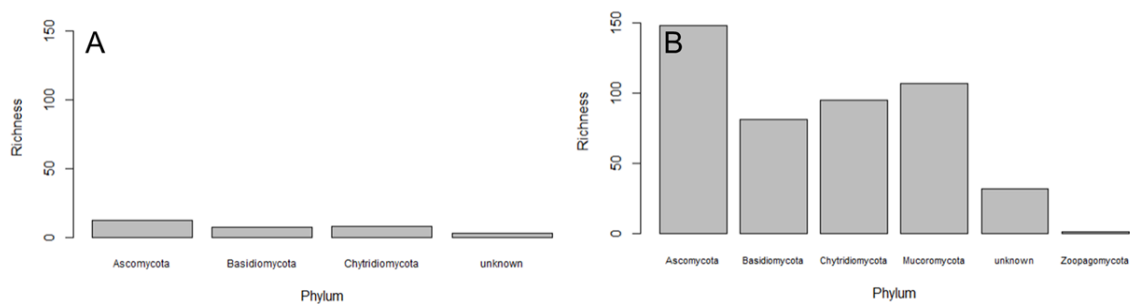 A
Richness
150
100
50
0
Ascomycota Basidiomycota Chytridiomycota unknown
Phylum
B
Richness
150
100
50
0
Ascomycota Basidiomycota Chytridiomycota Mucoromycota unknown Zoopagomycota
Phylum